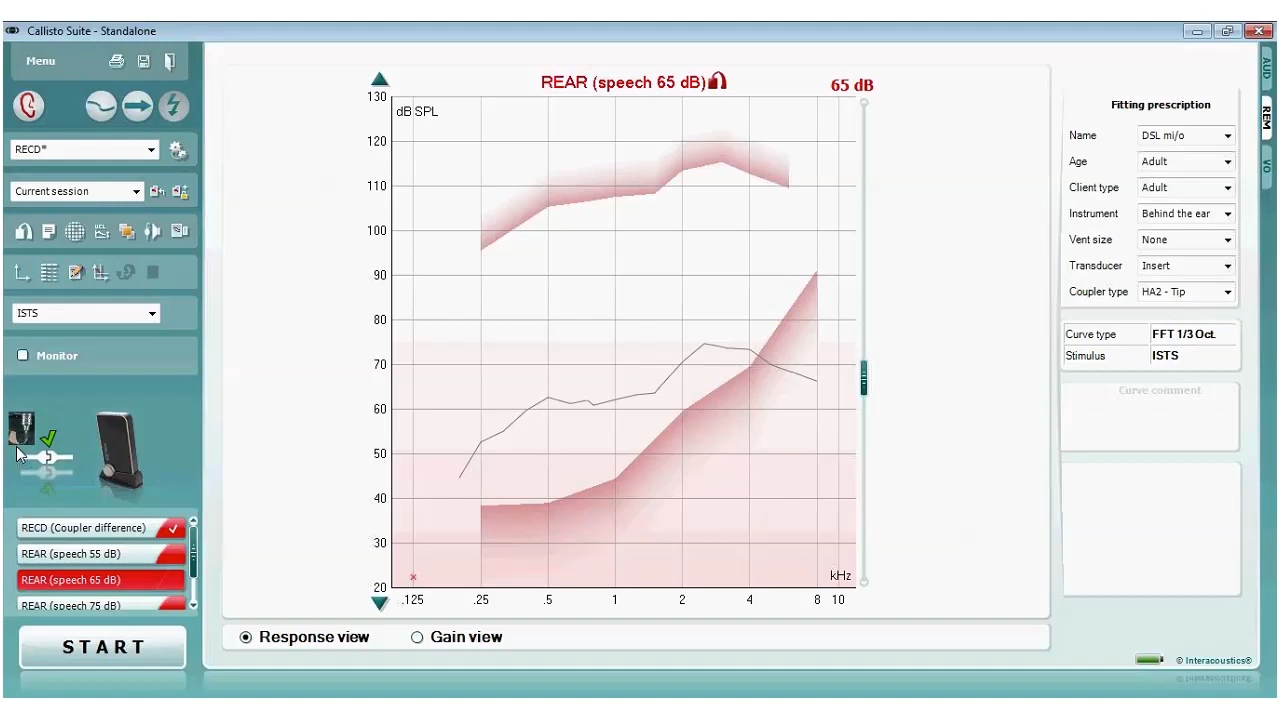 Callisto Suite - Standalone
Menu
RECD*
Current session
ISTS
Monitor
RECD (Coupler difference)
REAR (speech 55 dB)
REAR (speech 65 dB)
REAR (speech 75 dB)
START
REAR (speech 65 dB)
65 dB
dB SPL
130
120
110
100
90
80
70
60
50
40
30
20
kHz
.125 .25 .5 1 2 4 8 10
Response view Gain view
Fitting prescription
Name DSL mi/o
Age Adult
Client type Adult
Instrument Behind the ear
Vent size None
Transducer Insert
Coupler type HA2 - Tip
Curve type FFT 1/3 Oct.
Stimulus ISTS
Curve comment
AUD
REM
VO
© Interacoustics®